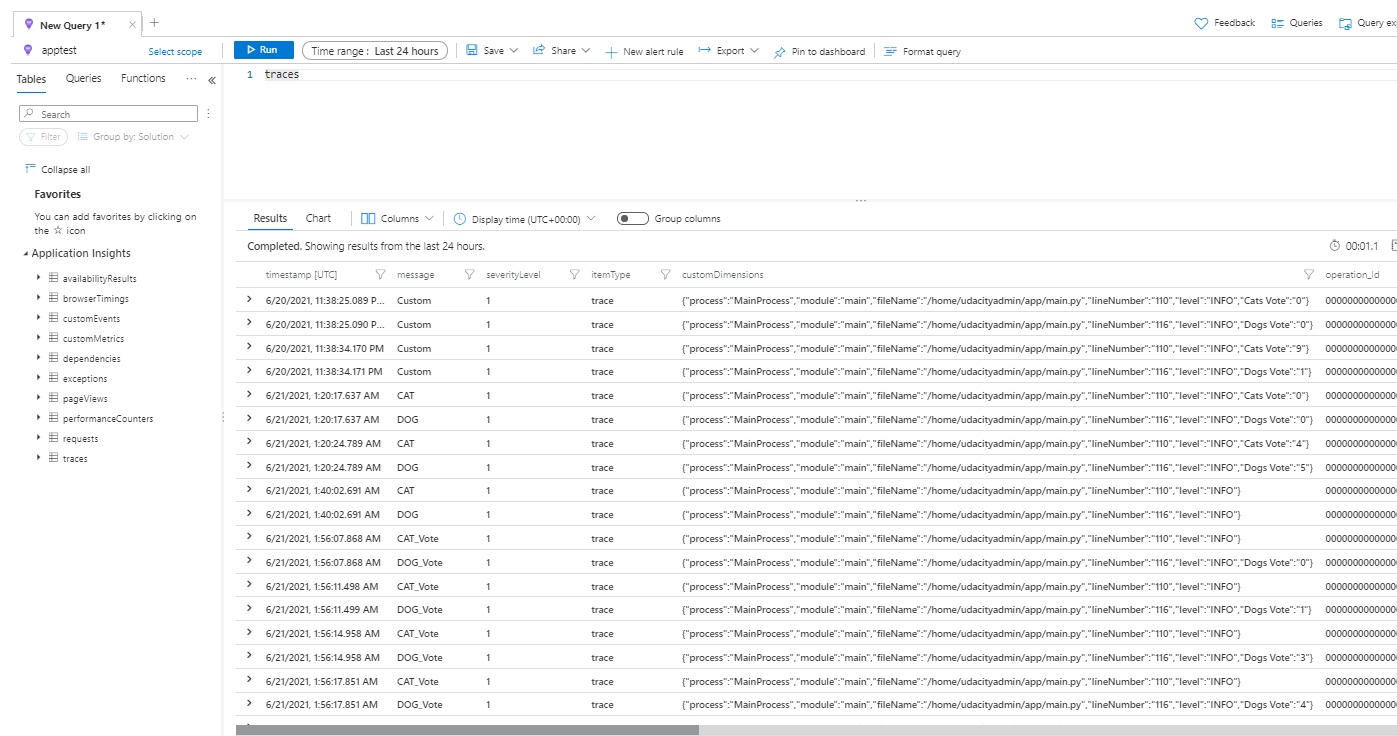 New Query 1*
Feedback Queries Query
apptest Select scope Run Time range : Last 24 hours Save Share New alert rule Export Pin to dashboard Format query
Tables Queries Functions ··· «
1 traces
Search
Filter Group by: Solution
Collapse all
Favorites
You can add favorites by clicking on
the ☆ icon
Application Insights
availabilityResults
browserTimings
customEvents
customMetrics
dependencies
exceptions
pageViews
performanceCounters
requests
traces
Results Chart Columns Display time (UTC+00:00) Group columns
Completed. Showing results from the last 24 hours. 00:01.1
timestamp [UTC] message severityLevel itemType customDimensions operation_Id
6/20/2021, 11:38:25.089 P... Custom 1 trace {"process":"MainProcess","module":"main","fileName":"/home/udacityadmin/app/main.py","lineNumber":"110","level":"INFO","Cats Vote":"0"}
6/20/2021, 11:38:25.090 P... Custom 1 trace {"process":"MainProcess","module":"main","fileName":"/home/udacityadmin/app/main.py","lineNumber":"116","level":"INFO","Dogs Vote":"0"}
6/20/2021, 11:38:34.170 PM Custom 1 trace {"process":"MainProcess","module":"main","fileName":"/home/udacityadmin/app/main.py","lineNumber":"110","level":"INFO","Cats Vote":"9"}
6/20/2021, 11:38:34.171 PM Custom 1 trace {"process":"MainProcess","module":"main","fileName":"/home/udacityadmin/app/main.py","lineNumber":"116","level":"INFO","Dogs Vote":"1"}
6/21/2021, 1:20:17.637 AM CAT 1 trace {"process":"MainProcess","module":"main","fileName":"/home/udacityadmin/app/main.py","lineNumber":"110","level":"INFO","Cats Vote":"0"}
6/21/2021, 1:20:17.637 AM DOG 1 trace {"process":"MainProcess","module":"main","fileName":"/home/udacityadmin/app/main.py","lineNumber":"116","level":"INFO","Dogs Vote":"0"}
6/21/2021, 1:20:24.789 AM CAT 1 trace {"process":"MainProcess","module":"main","fileName":"/home/udacityadmin/app/main.py","lineNumber":"110","level":"INFO","Cats Vote":"4"}
6/21/2021, 1:20:24.789 AM DOG 1 trace {"process":"MainProcess","module":"main","fileName":"/home/udacityadmin/app/main.py","lineNumber":"116","level":"INFO","Dogs Vote":"5"}
6/21/2021, 1:40:02.691 AM CAT 1 trace {"process":"MainProcess","module":"main","fileName":"/home/udacityadmin/app/main.py","lineNumber":"110","level":"INFO"}
6/21/2021, 1:40:02.691 AM DOG 1 trace {"process":"MainProcess","module":"main","fileName":"/home/udacityadmin/app/main.py","lineNumber":"116","level":"INFO"}
6/21/2021, 1:56:07.868 AM CAT_Vote 1 trace {"process":"MainProcess","module":"main","fileName":"/home/udacityadmin/app/main.py","lineNumber":"110","level":"INFO"}
6/21/2021, 1:56:07.868 AM DOG_Vote 1 trace {"process":"MainProcess","module":"main","fileName":"/home/udacityadmin/app/main.py","lineNumber":"116","level":"INFO","Dogs Vote":"0"}
6/21/2021, 1:56:11.498 AM CAT_Vote 1 trace {"process":"MainProcess","module":"main","fileName":"/home/udacityadmin/app/main.py","lineNumber":"110","level":"INFO"}
6/21/2021, 1:56:11.499 AM DOG_Vote 1 trace {"process":"MainProcess","module":"main","fileName":"/home/udacityadmin/app/main.py","lineNumber":"116","level":"INFO","Dogs Vote":"1"}
6/21/2021, 1:56:14.958 AM CAT_Vote 1 trace {"process":"MainProcess","module":"main","fileName":"/home/udacityadmin/app/main.py","lineNumber":"110","level":"INFO"}
6/21/2021, 1:56:14.958 AM DOG_Vote 1 trace {"process":"MainProcess","module":"main","fileName":"/home/udacityadmin/app/main.py","lineNumber":"116","level":"INFO","Dogs Vote":"3"}
6/21/2021, 1:56:17.851 AM CAT_Vote 1 trace {"process":"MainProcess","module":"main","fileName":"/home/udacityadmin/app/main.py","lineNumber":"110","level":"INFO"}
6/21/2021, 1:56:17.851 AM DOG_Vote 1 trace {"process":"MainProcess","module":"main","fileName":"/home/udacityadmin/app/main.py","lineNumber":"116","level":"INFO","Dogs Vote":"4"}